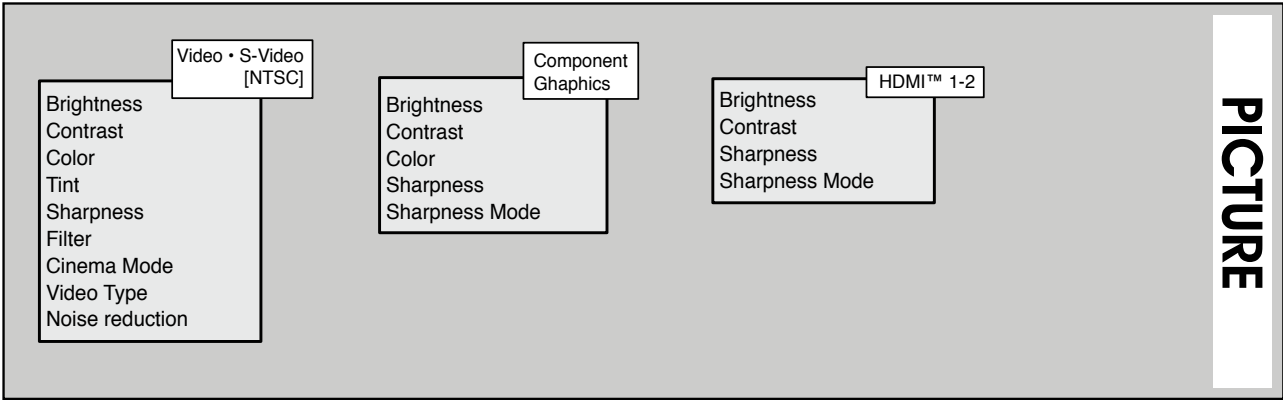 Video • S-Video
[NTSC]
Brightness
Contrast
Color
Tint
Sharpness
Filter
Cinema Mode
Video Type
Noise reduction
Component
Ghaphics
Brightness
Contrast
Color
Sharpness
Sharpness Mode
HDMI™ 1-2
Brightness
Contrast
Sharpness
Sharpness Mode
PICTURE